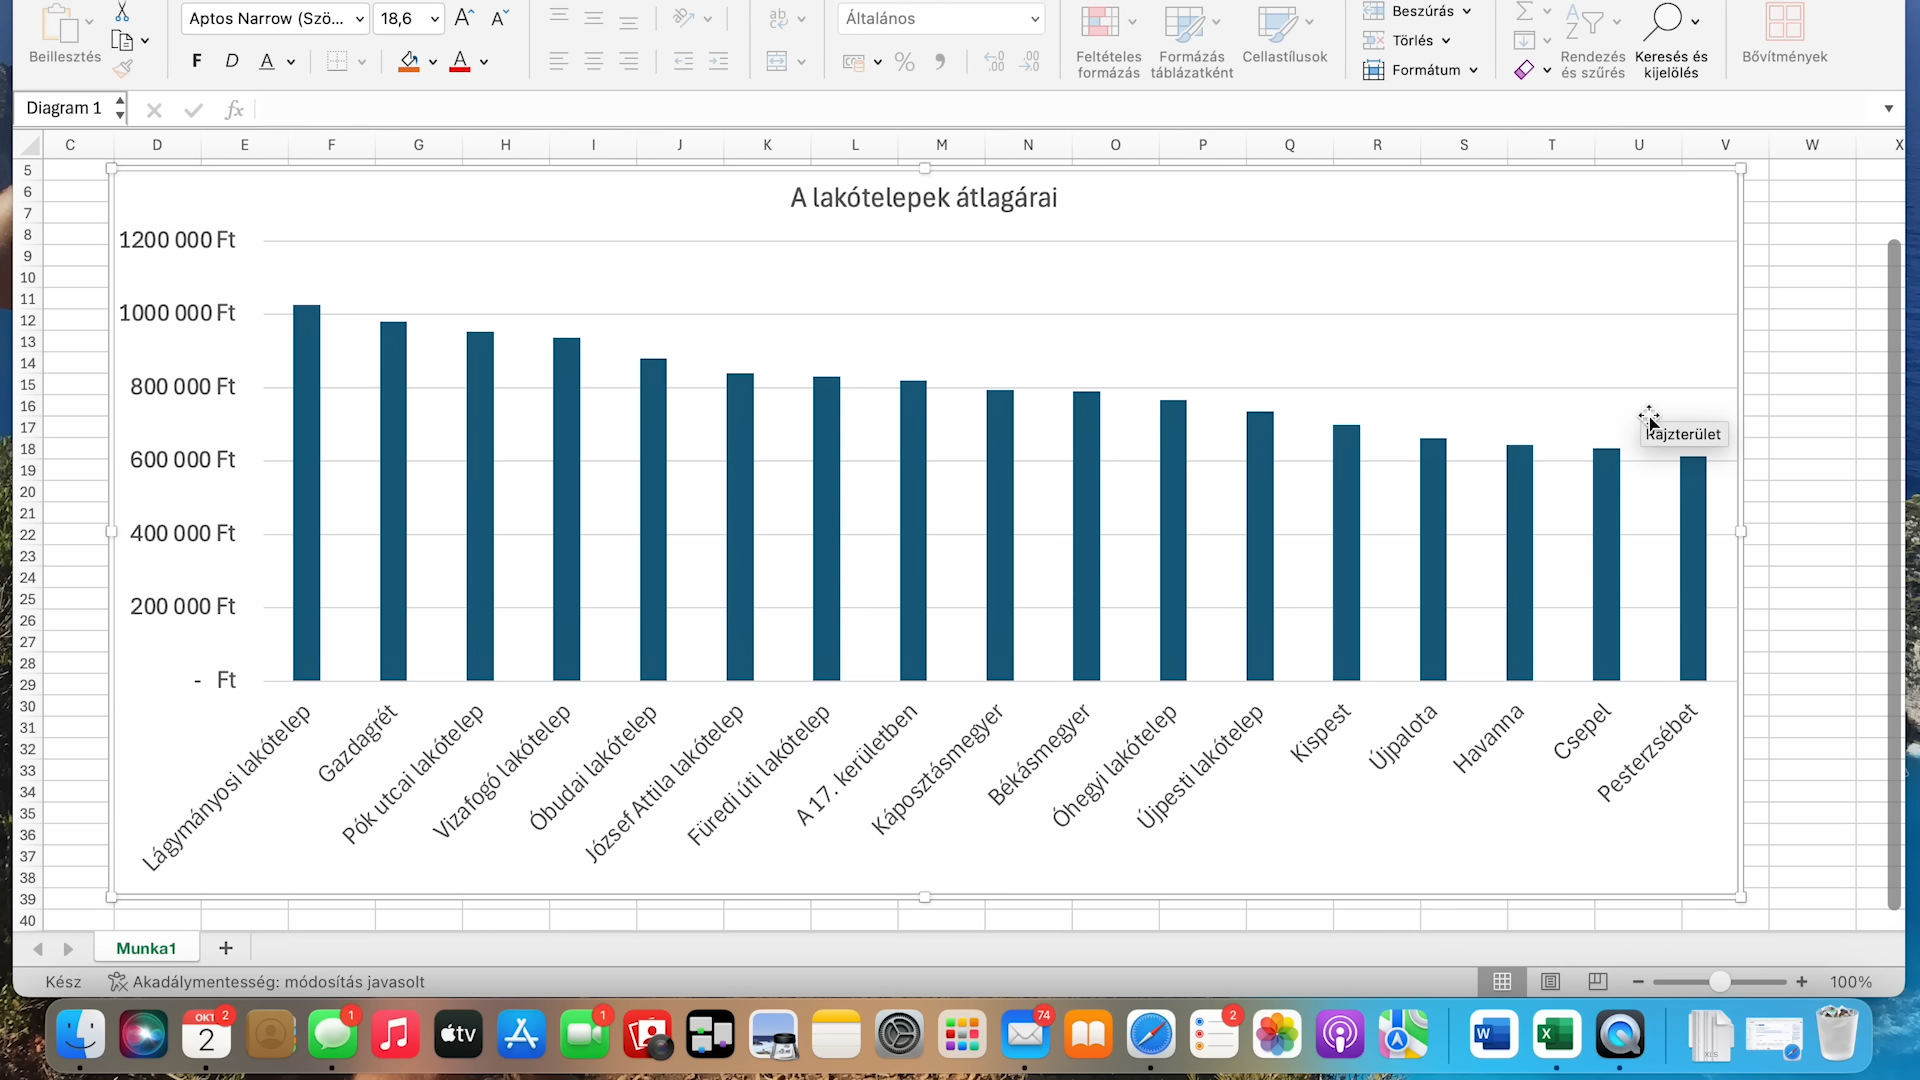 Aptos Narrow (Szö... 18,6 Általános Beszúrás
Törlés
Formátum
Beillesztés
F D A A
ab
%
Feltételes formázás
Formázás táblázatként
Cellastílusok
Rendezés és szűrés
Keresés és kijelölés
Bővítmények
Diagram 1 fx
C D E F G H I J K L M N O P Q R S T U V W X
5
6
7
8
9
10
11
12
13
14
15
16
17
18
19
20
21
22
23
24
25
26
27
28
29
30
31
32
33
34
35
36
37
38
39
40
A lakótelepek átlagárai
1200 000 Ft
1000 000 Ft
800 000 Ft
600 000 Ft
400 000 Ft
200 000 Ft
- Ft
Rajzterület
Lágymányosi lakótelep
Gazdagrét
Pók utcai lakótelep
Vizafogó lakótelep
Óbudai lakótelep
József Attila lakótelep
Füredi úti lakótelep
A 17. kerületben
Káposztásmegyer
Békásmegyer
Óhegyi lakótelep
Újpesti lakótelep
Kispest
Újpalota
Havanna
Csepel
Pesterzsébet
Munka1 +
Kész Akadálymentesség: módosítás javasolt 100%
OKT 2
2
1
tv
1
74
2
W
X
XLS